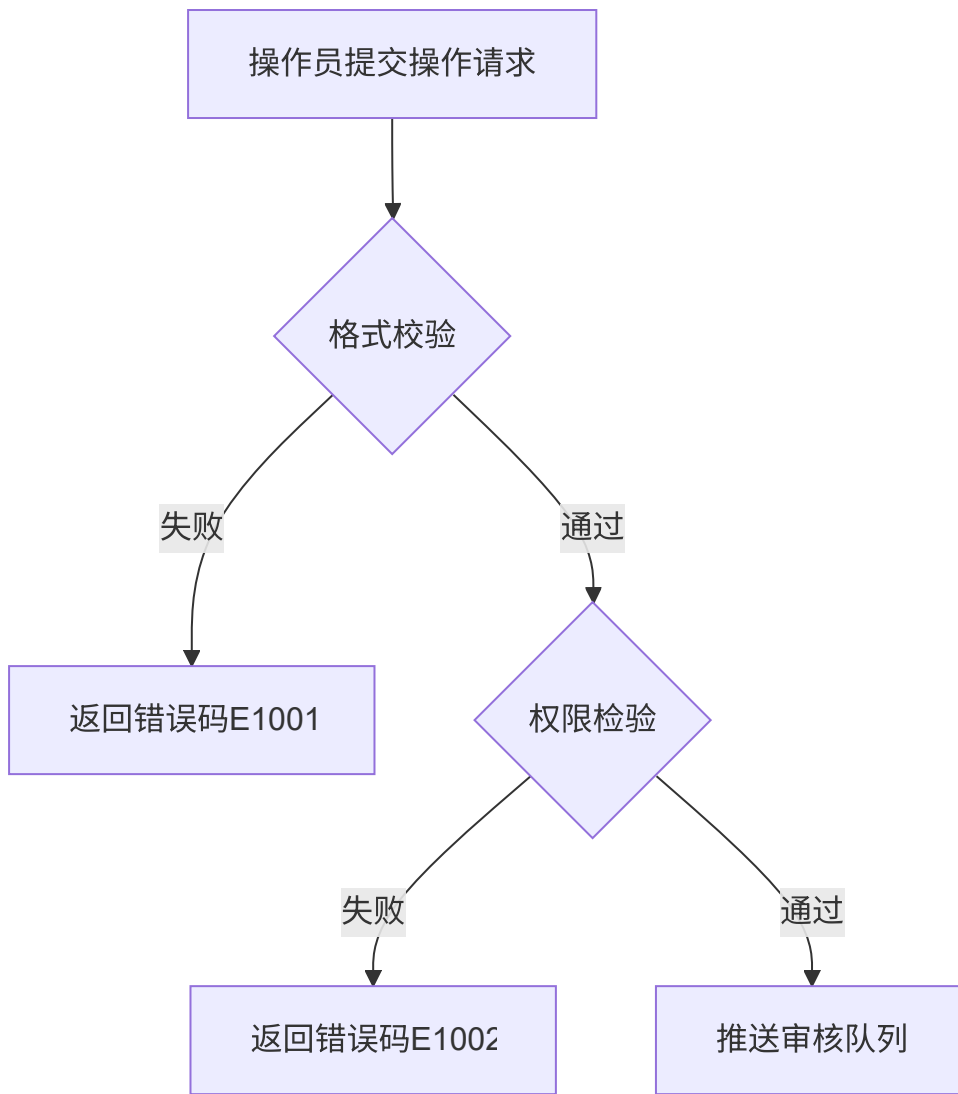 操作员提交操作请求
格式校验
失败
通过
返回错误码E1001
权限检验
失败
通过
返回错误码E1002
推送审核队列